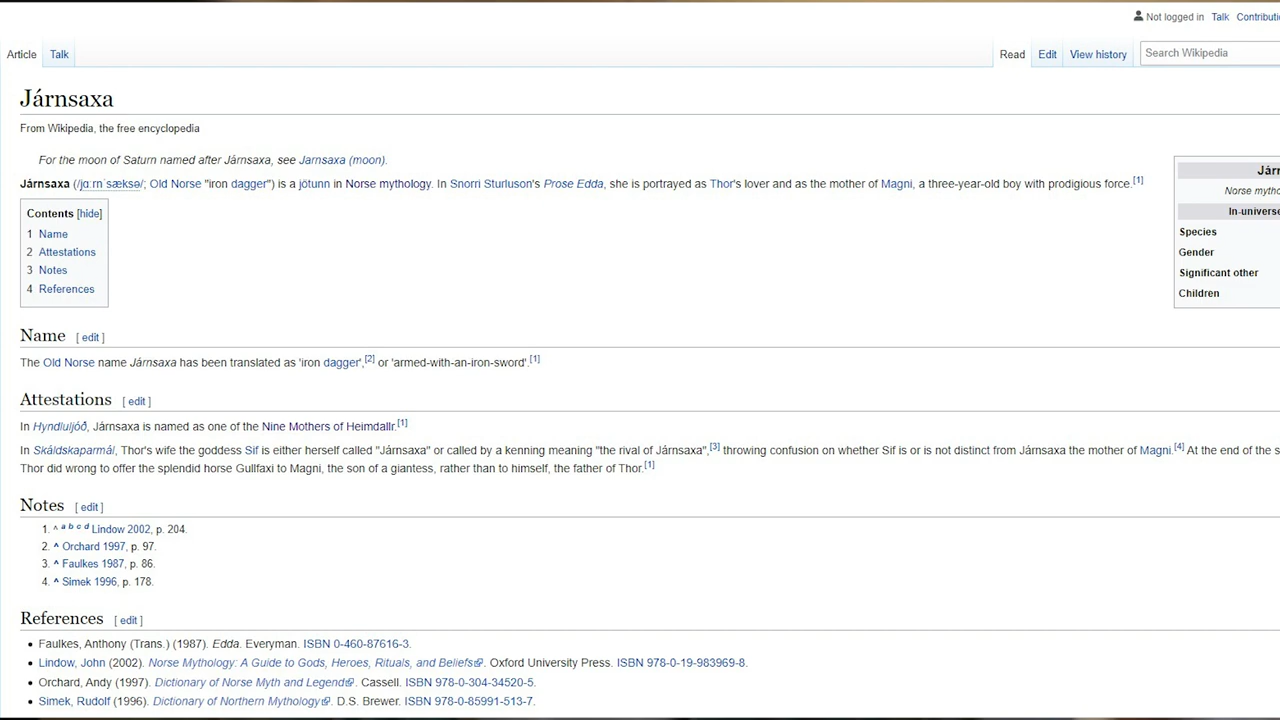 Not logged in Talk
Article Talk Read Edit View history Search Wikipedia
Járnsaxa
From Wikipedia, the free encyclopedia
For the moon of Saturn named after Járnsaxa, see Jarnsaxa (moon).
Járnsaxa (/jɑːrnˈsæksə/; Old Norse "iron dagger") is a jötunn in Norse mythology. In Snorri Sturluson's Prose Edda, she is portrayed as Thor's lover and as the mother of Magni, a three-year-old boy with prodigious force.[1]
Contents [hide]
1 Name
2 Attestations
3 Notes
4 References
Species
Gender
Significant other
Children
Name [ edit ]
The Old Norse name Járnsaxa has been translated as 'iron dagger',[2] or 'armed-with-an-iron-sword'.[1]
Attestations [ edit ]
In Hyndluljóð, Járnsaxa is named as one of the Nine Mothers of Heimdallr.[1]
In Skáldskaparmál, Thor's wife the goddess Sif is either herself called "Járnsaxa" or called by a kenning meaning "the rival of Járnsaxa",[3] throwing confusion on whether Sif is or is not distinct from Járnsaxa the mother of Magni.[4] At the end of the s
Thor did wrong to offer the splendid horse Gullfaxi to Magni, the son of a giantess, rather than to himself, the father of Thor.[1]
Notes [ edit ]
1. ^ a b c d Lindow 2002, p. 204.
2. ^ Orchard 1997, p. 97.
3. ^ Faulkes 1987, p. 86.
4. ^ Simek 1996, p. 178.
References [ edit ]
• Faulkes, Anthony (Trans.) (1987). Edda. Everyman. ISBN 0-460-87616-3.
• Lindow, John (2002). Norse Mythology: A Guide to Gods, Heroes, Rituals, and Beliefs. Oxford University Press. ISBN 978-0-19-983969-8.
• Orchard, Andy (1997). Dictionary of Norse Myth and Legend. Cassell. ISBN 978-0-304-34520-5.
• Simek, Rudolf (1996). Dictionary of Northern Mythology. D.S. Brewer. ISBN 978-0-85991-513-7.